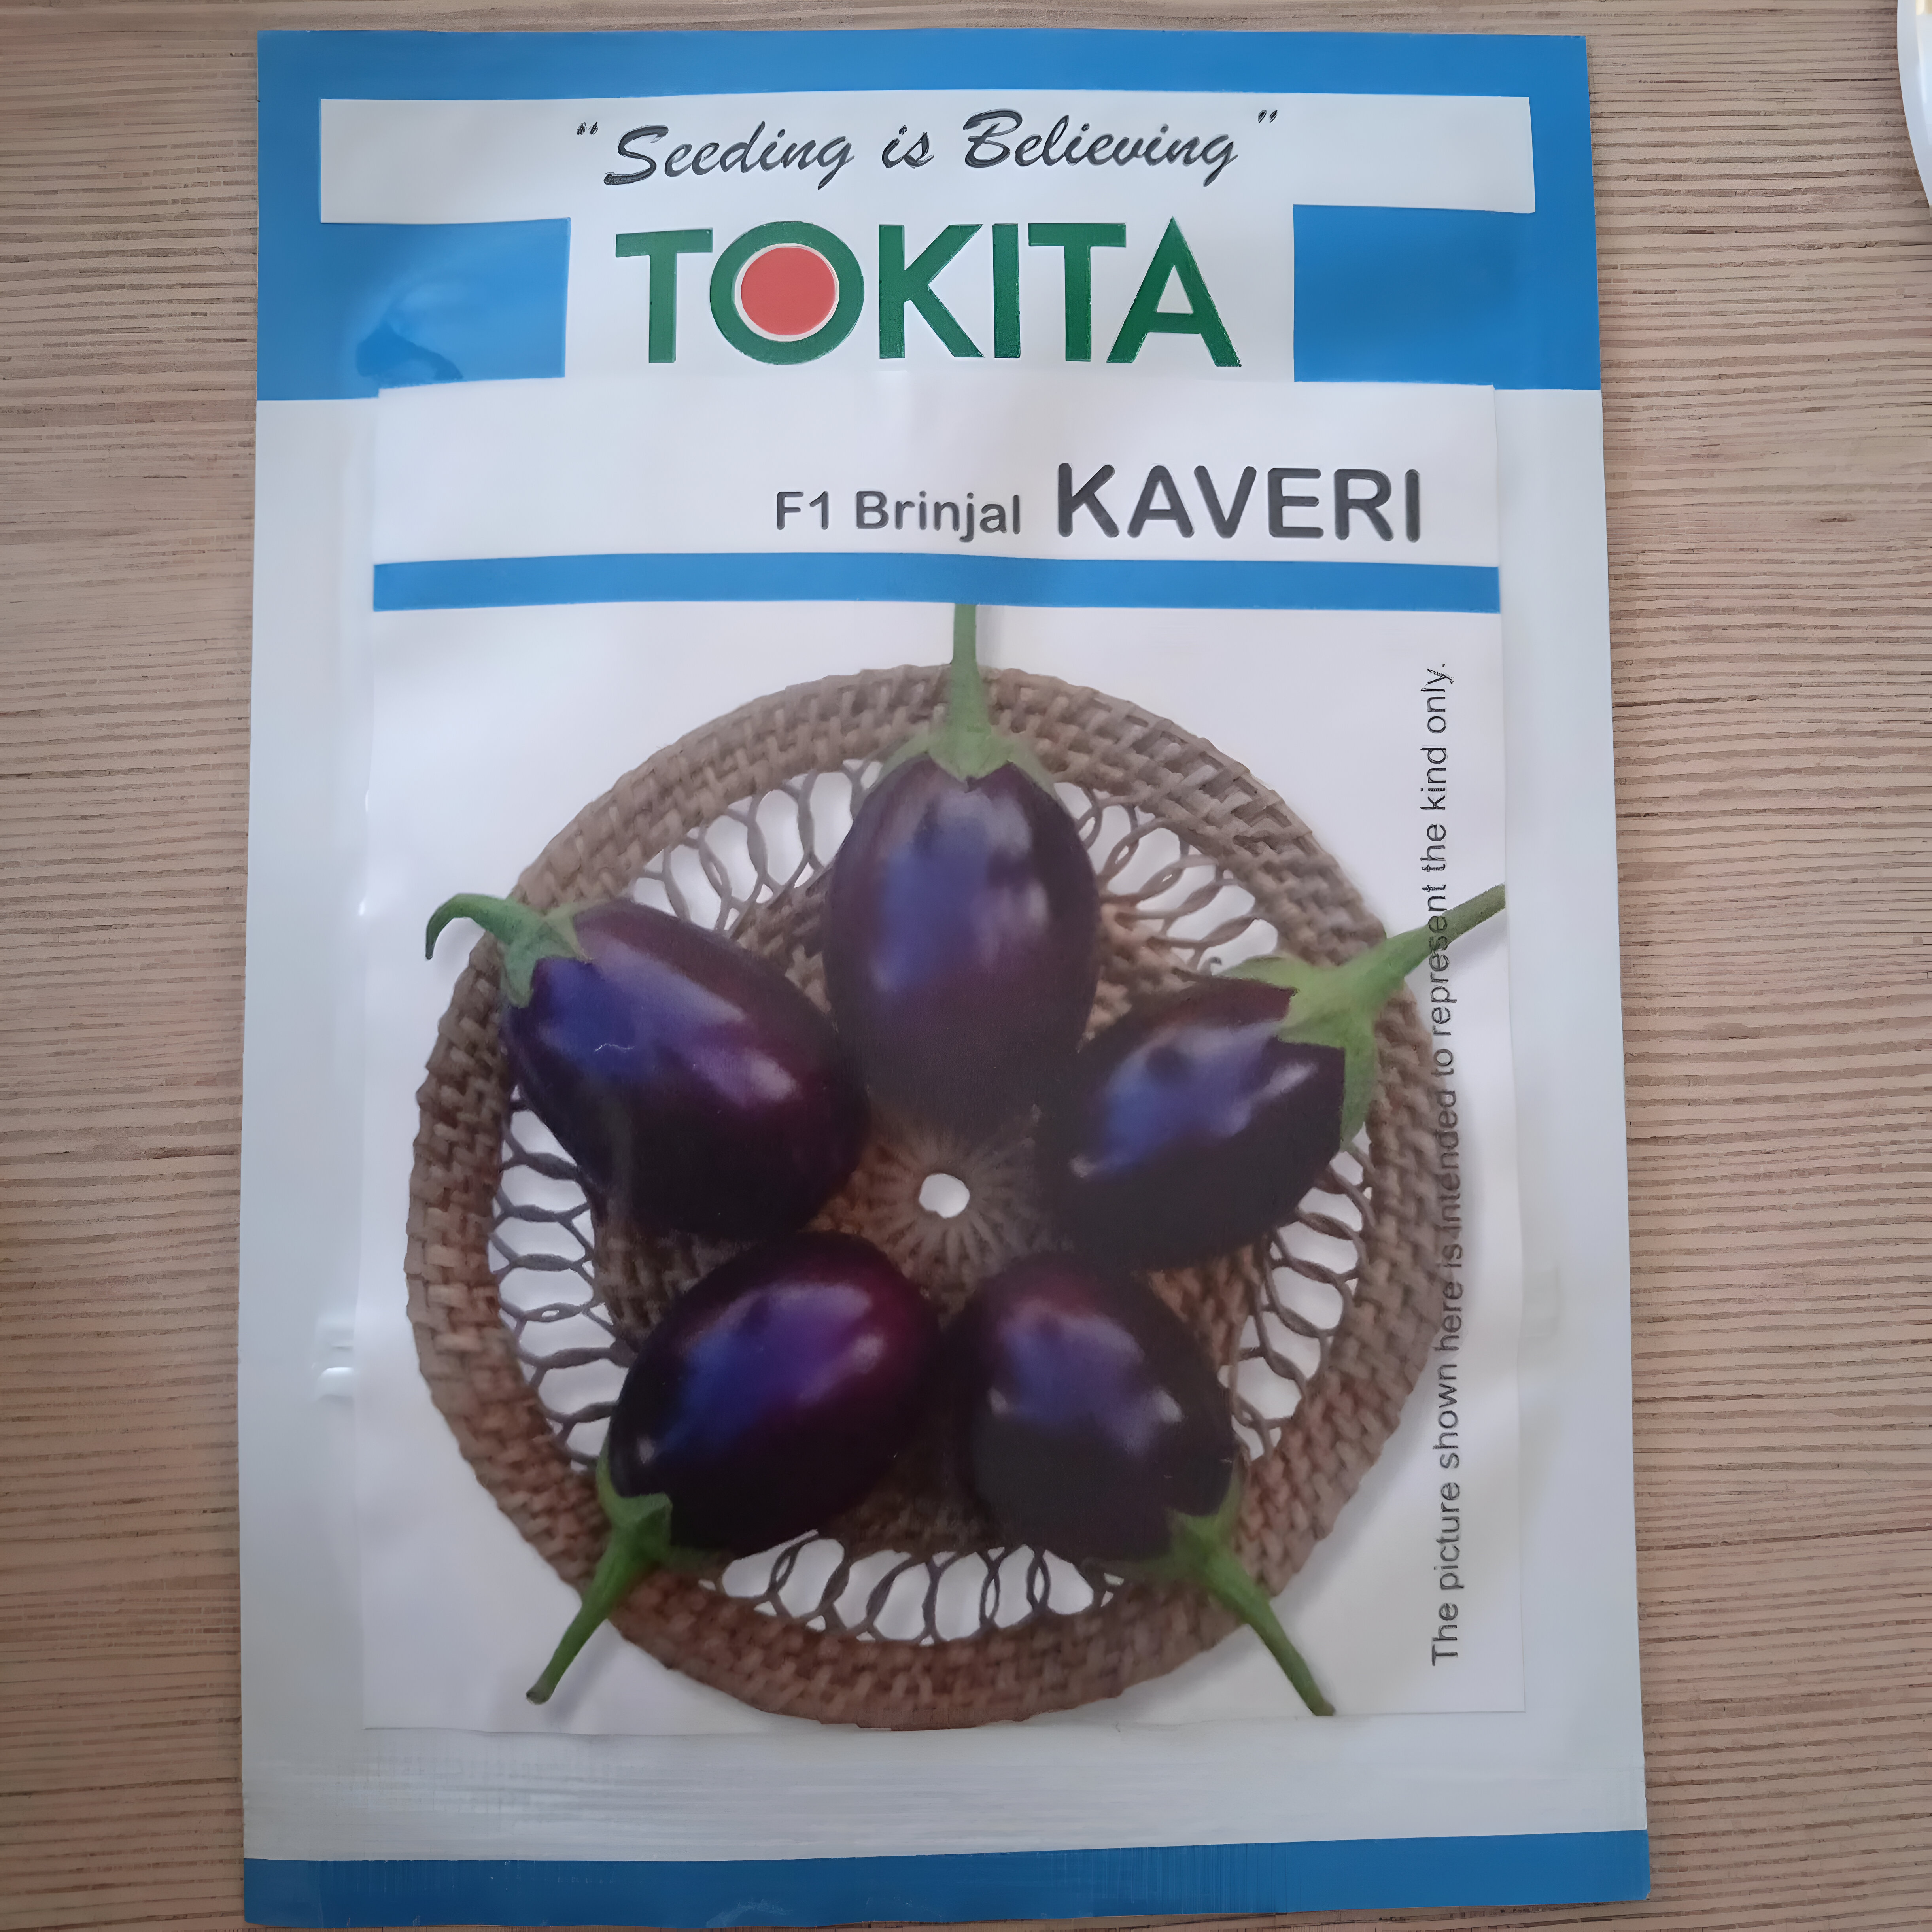 "Seeding is Believing"
TOKITA
F1 Brinjal KAVERI
The picture shown here is intended to represent the kind only.